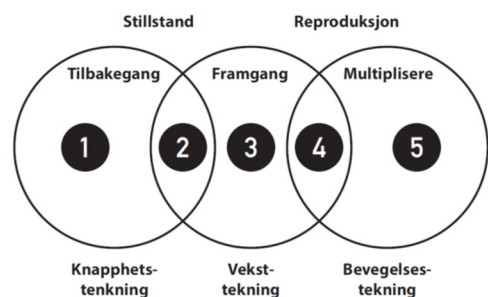 Stillstand Reproduksjon
Tilbakegang Framgang Multiplisere
1 2 3 4 5
Knapphets- Vekst- Bevegelses-
tenkning tekning tekning